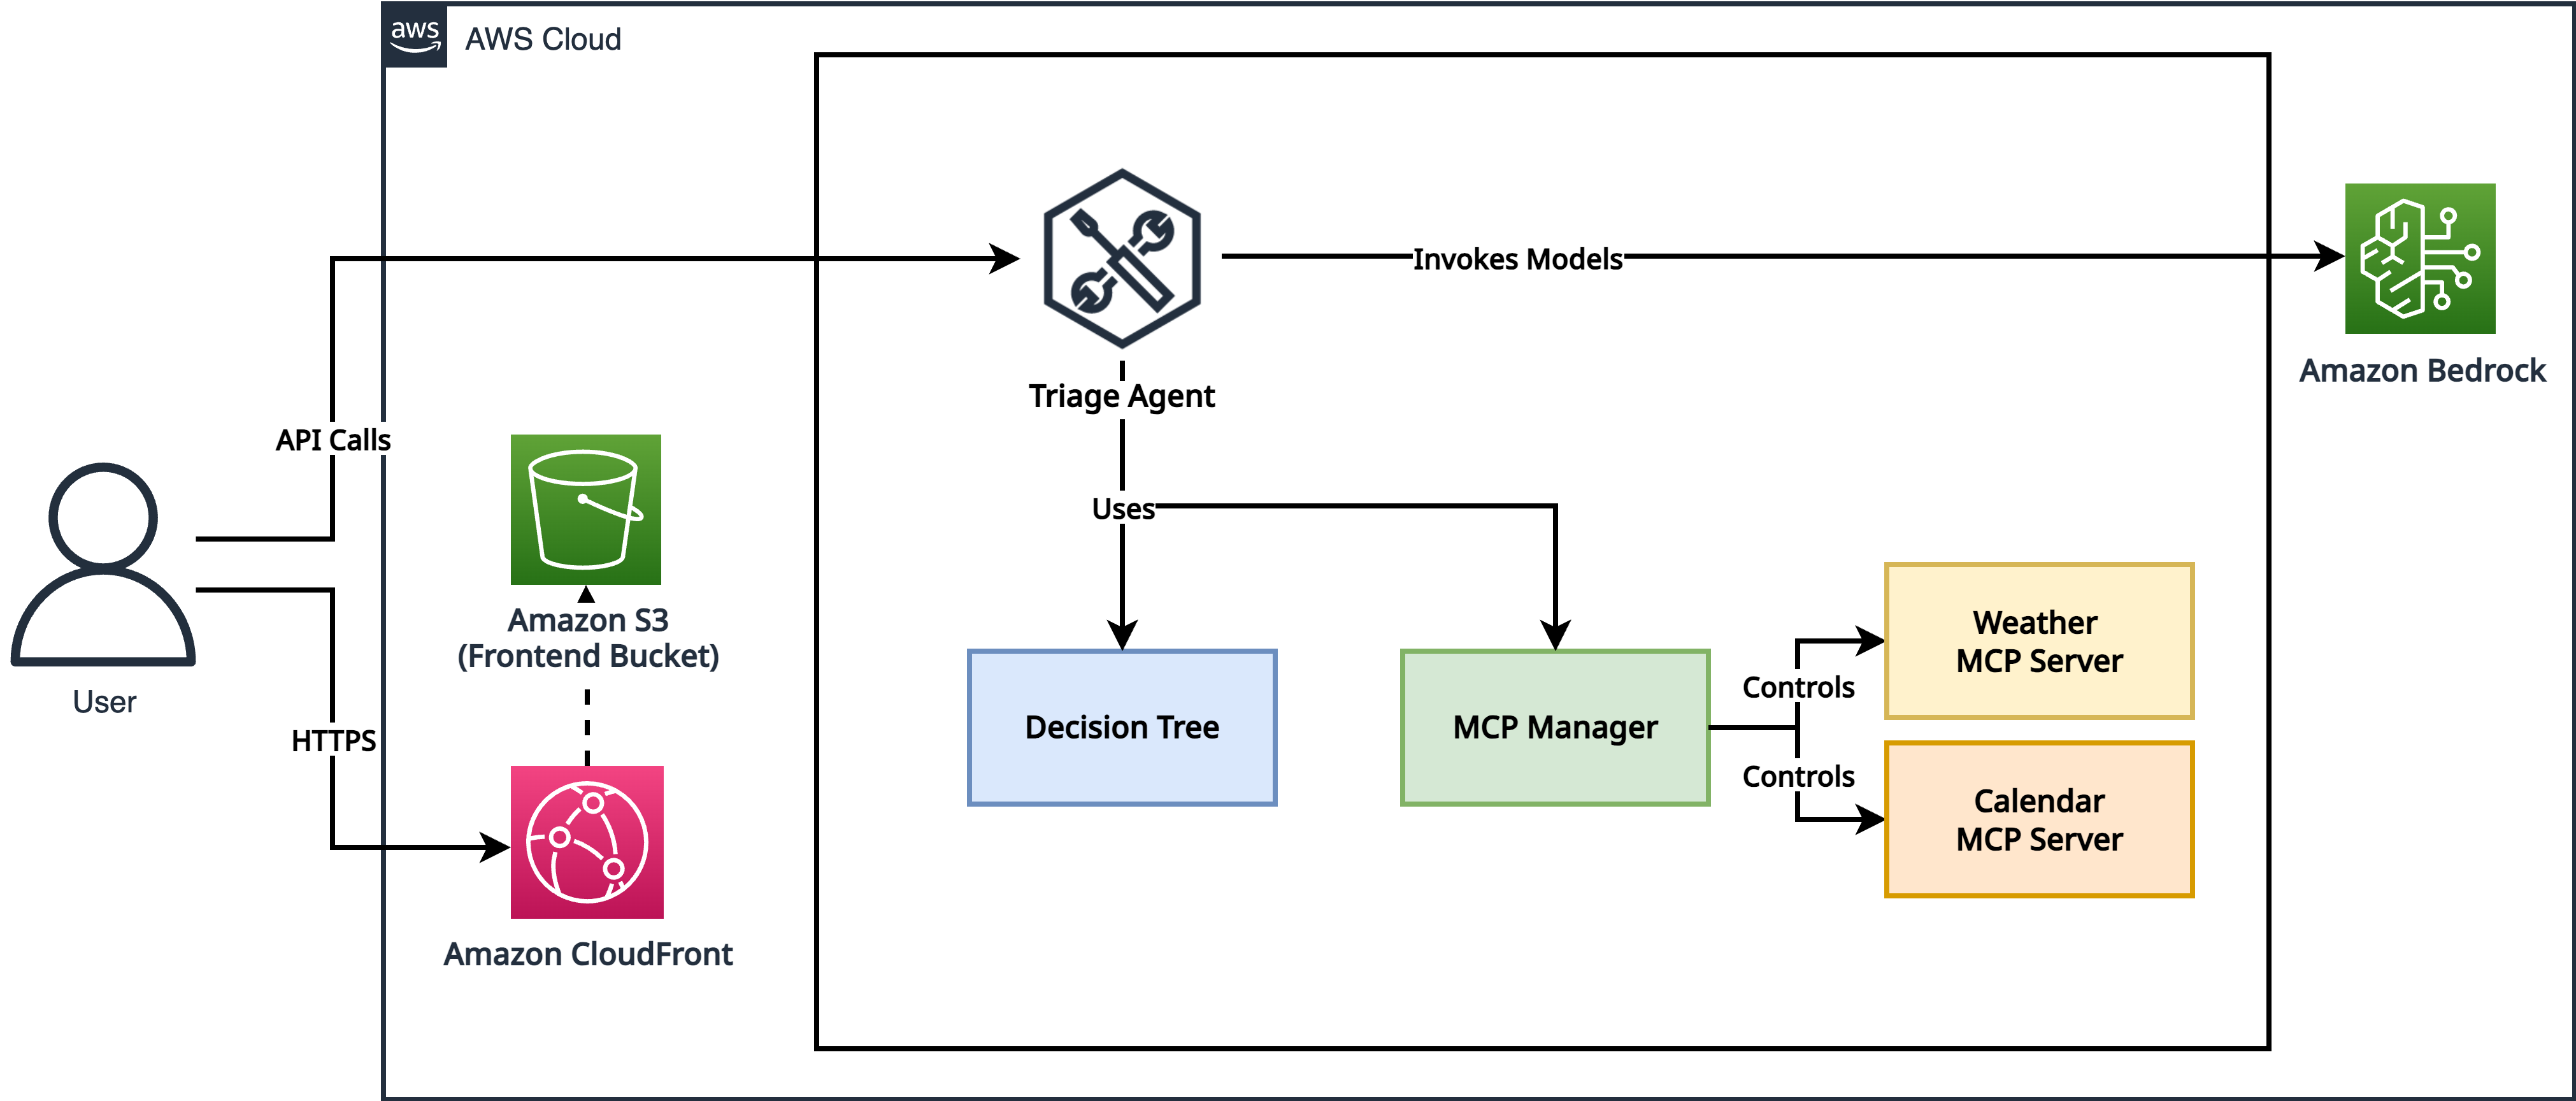 aws
AWS Cloud
Invokes Models
Amazon Bedrock
Triage Agent
API Calls
Uses
Amazon S3
(Frontend Bucket)
Weather
MCP Server
User
Controls
HTTPS
Decision Tree
MCP Manager
Controls
Calendar
MCP Server
Amazon CloudFront